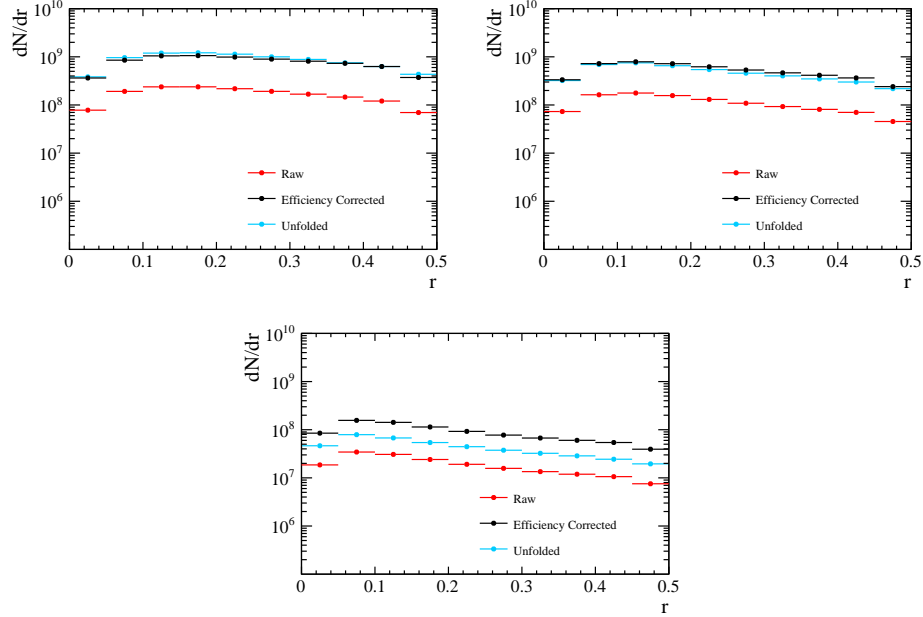 dN/dr
10^10
10^9
10^8
10^7
10^6
Raw
Efficiency Corrected
Unfolded
0 0.1 0.2 0.3 0.4 0.5
r
dN/dr
10^10
10^9
10^8
10^7
10^6
Raw
Efficiency Corrected
Unfolded
0 0.1 0.2 0.3 0.4 0.5
r
dN/dr
10^10
10^9
10^8
10^7
10^6
Raw
Efficiency Corrected
Unfolded
0 0.1 0.2 0.3 0.4 0.5
r